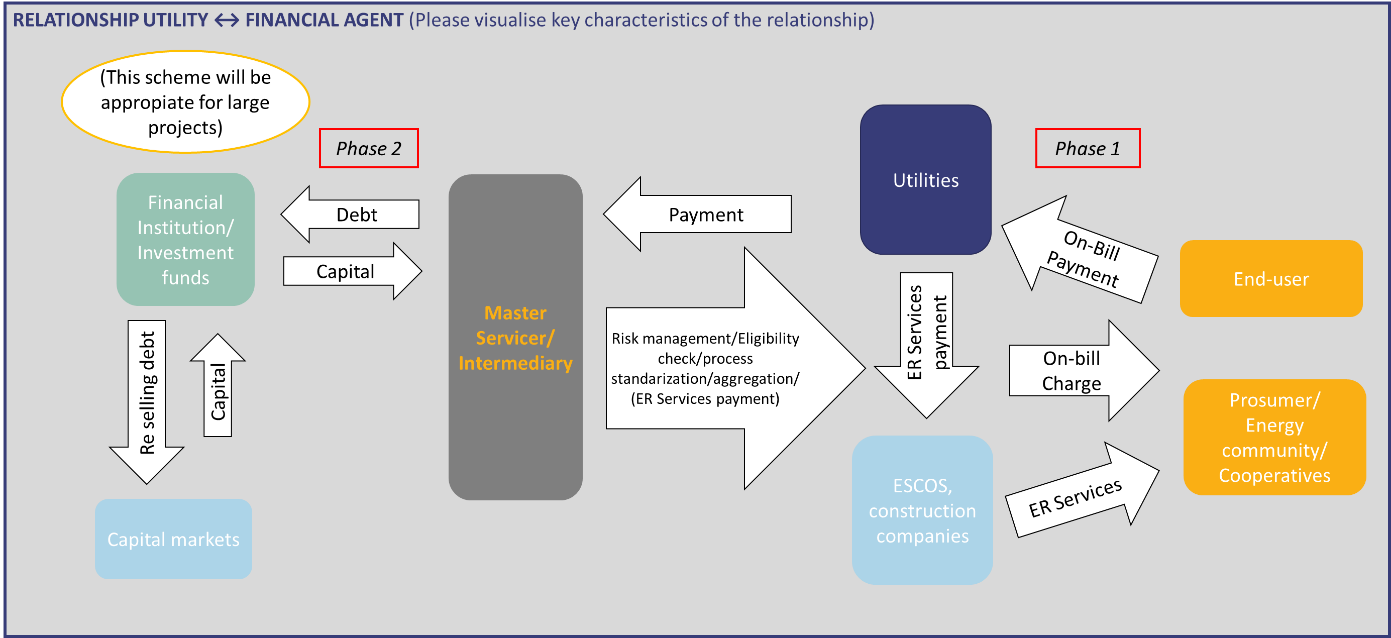 RELATIONSHIP UTILITY ↔ FINANCIAL AGENT (Please visualise key characteristics of the relationship)
(This scheme will be
appropiate for large
projects)
Phase 2
Phase 1
Financial
Institution/
Investment
funds
Debt
Capital
Re selling debt
Capital
Capital markets
Master
Servicer/
Intermediary
Payment
Risk management/Eligibility
check/process
standarization/aggregation/
(ER Services payment)
Utilities
ER Services
payment
ESCOS,
construction
companies
On-Bill
Payment
On-bill
Charge
ER Services
End-user
Prosumer/
Energy
community/
Cooperatives